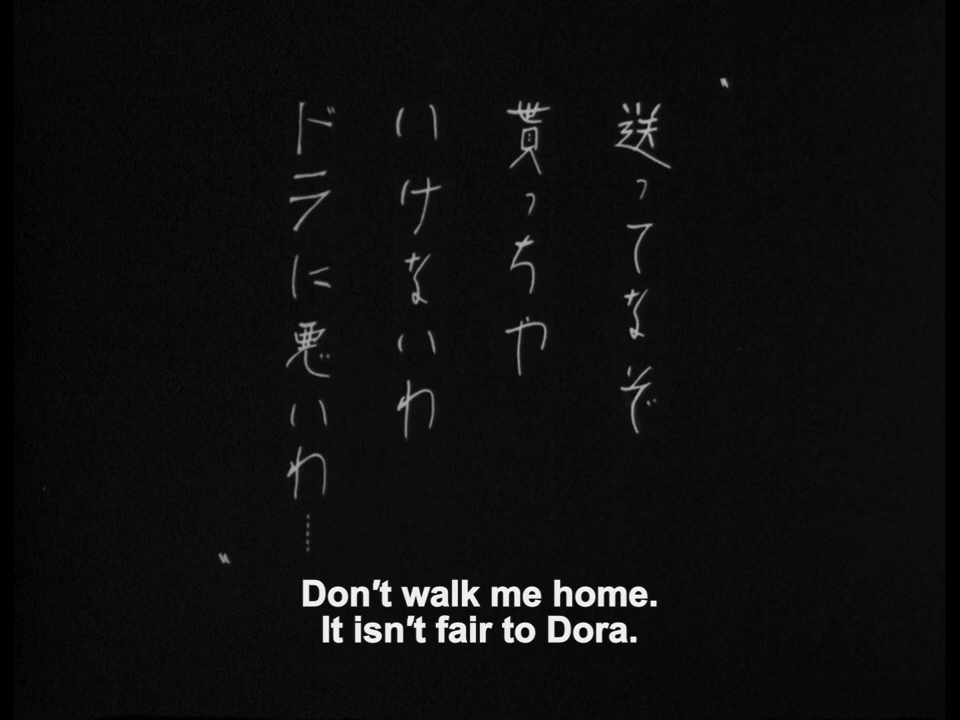 〝送ってなぞ
貰っちゃ
いけないわ
ドラに悪いわ……〟
Don't walk me home.
It isn't fair to Dora.